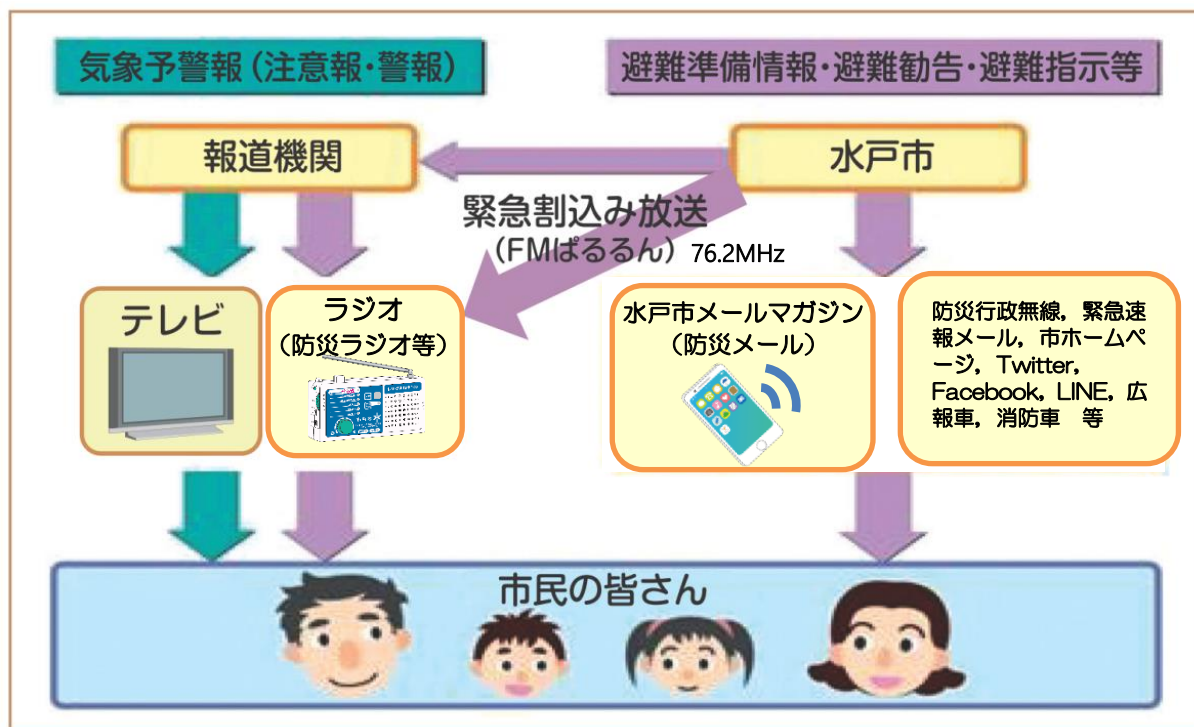 気象予警報(注意報・警報)
避難準備情報・避難勧告・避難指示等
報道機関
水戸市
緊急割込み放送
(FMぱるるん) 76.2MHz
テレビ
ラジオ
(防災ラジオ等)
水戸市メールマガジン
(防災メール)
防災行政無線，緊急速
報メール，市ホームペ
ージ，Twitter，
Facebook，LINE，広
報車，消防車 等
市民の皆さん